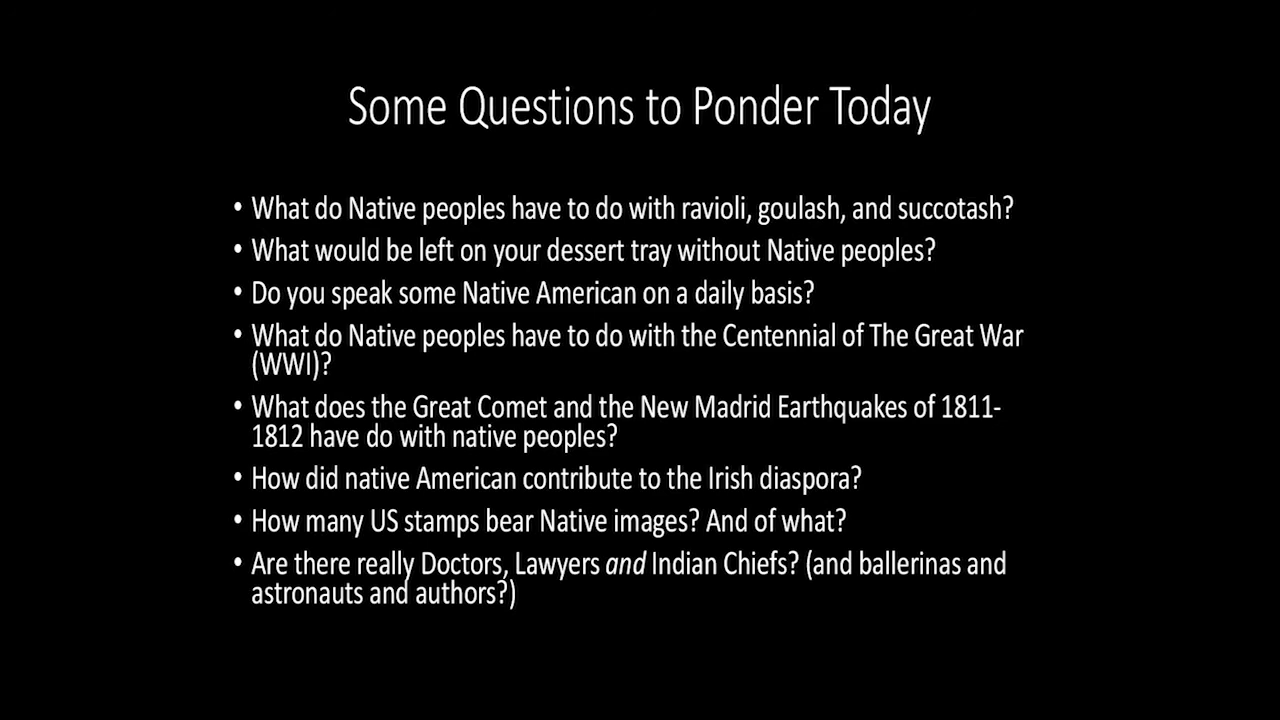 Some Questions to Ponder Today
• What do Native peoples have to do with ravioli, goulash, and succotash?
• What would be left on your dessert tray without Native peoples?
• Do you speak some Native American on a daily basis?
• What do Native peoples have to do with the Centennial of The Great War
(WWI)?
• What does the Great Comet and the New Madrid Earthquakes of 1811-
1812 have do with native peoples?
• How did native American contribute to the Irish diaspora?
• How many US stamps bear Native images? And of what?
• Are there really Doctors, Lawyers and Indian Chiefs? (and ballerinas and
astronauts and authors?)